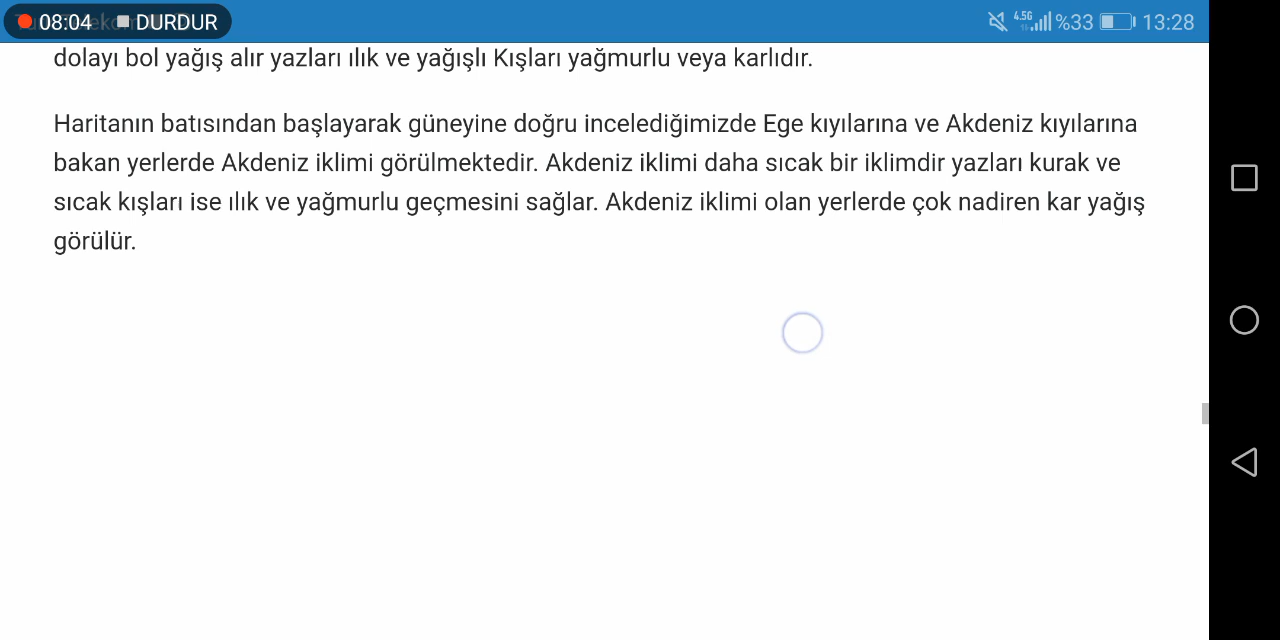 08:04 DURDUR 4.5G %33 13:28
dolayı bol yağış alır yazları ılık ve yağışlı Kışları yağmurlu veya karlıdır.
Haritanın batısından başlayarak güneyine doğru incelediğimizde Ege kıyılarına ve Akdeniz kıyılarına
bakan yerlerde Akdeniz iklimi görülmektedir. Akdeniz iklimi daha sıcak bir iklimdir yazları kurak ve
sıcak kışları ise ılık ve yağmurlu geçmesini sağlar. Akdeniz iklimi olan yerlerde çok nadiren kar yağış
görülür.